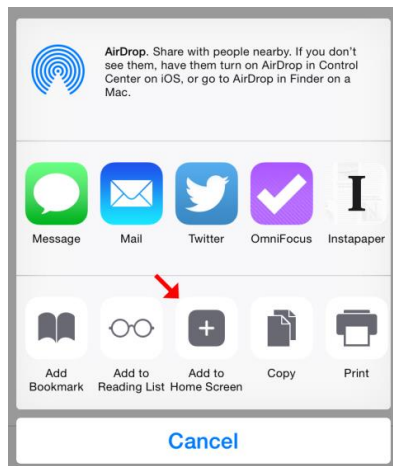 AirDrop. Share with people nearby. If you don't
see them, have them turn on AirDrop in Control
Center on iOS, or go to AirDrop in Finder on a
Mac.
Message Mail Twitter OmniFocus Instapaper
Add Add to Add to Copy Print
Bookmark Reading List Home Screen
Cancel